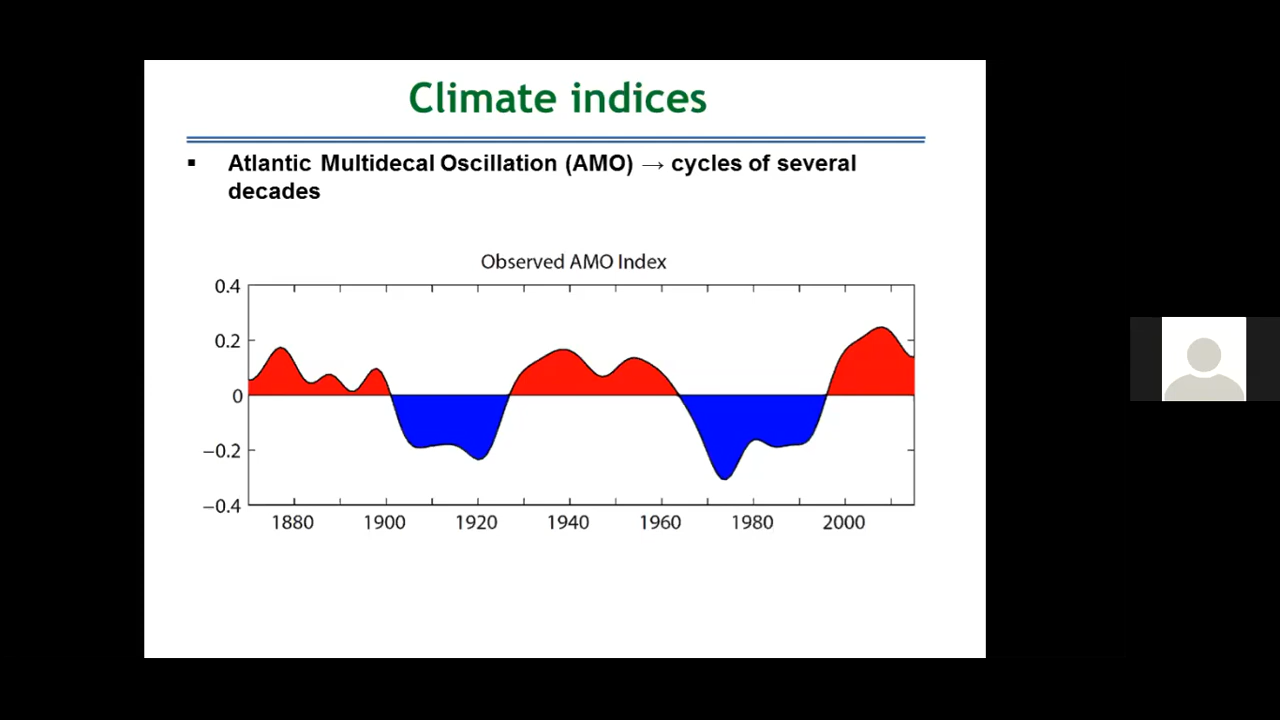 Climate indices
▪ Atlantic Multidecal Oscillation (AMO) → cycles of several
decades
Observed AMO Index
0.4
0.2
0
−0.2
−0.4
1880 1900 1920 1940 1960 1980 2000